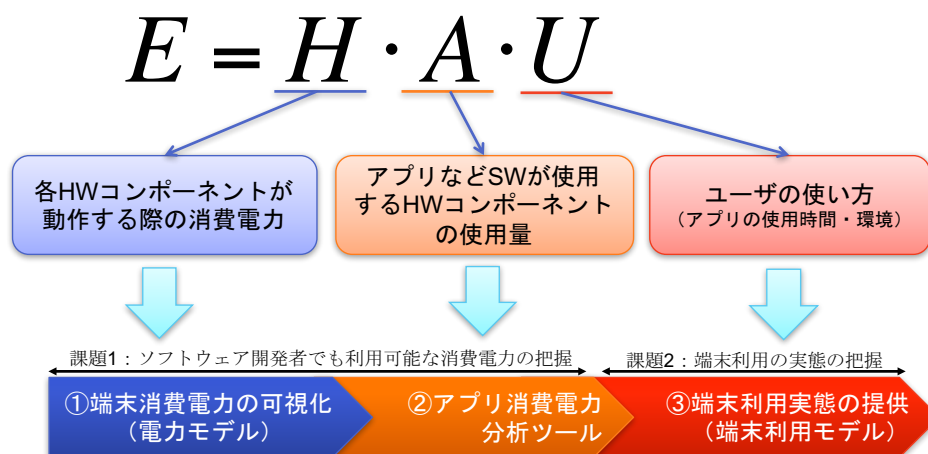 E = H · A · U
各HWコンポーネントが
動作する際の消費電力
アプリなどSWが使用
するHWコンポーネント
の使用量
ユーザの使い方
（アプリの使用時間・環境）
課題1：ソフトウェア開発者でも利用可能な消費電力の把握
課題2：端末利用の実態の把握
①端末消費電力の可視化
（電力モデル）
②アプリ消費電力
分析ツール
③端末利用実態の提供
（端末利用モデル）